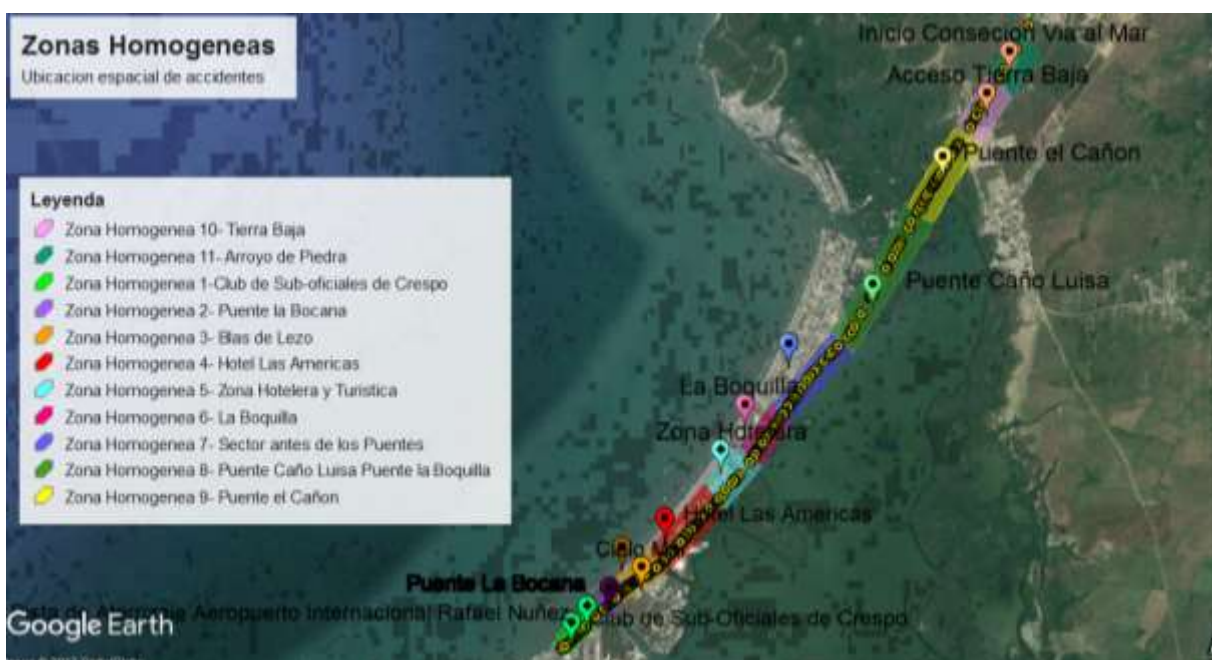 Zonas Homogeneas
Ubicacion espacial de accidentes
Inicio Consecion Via al Mar
Acceso Tierra Baja
Puente el Cañon
Leyenda
Zona Homogenea 10- Tierra Baja
Zona Homogenea 11- Arroyo de Piedra
Zona Homogenea 1-Club de Sub-oficiales de Crespo
Zona Homogenea 2- Puente la Bocana
Zona Homogenea 3- Blas de Lezo
Zona Homogenea 4- Hotel Las Americas
Zona Homogenea 5- Zona Hotelera y Turistica
Zona Homogenea 6- La Boquilla
Zona Homogenea 7- Sector antes de los Puentes
Zona Homogenea 8- Puente Caño Luisa Puente la Boquilla
Zona Homogenea 9- Puente el Cañon
Puente Caño Luisa
La Boquilla
Zona Hotelera
Hotel Las Americas
Puente La Bocana
Aeropuerto Internacional Rafael Nuñez
Club de Sub-Oficiales de Crespo
Google Earth